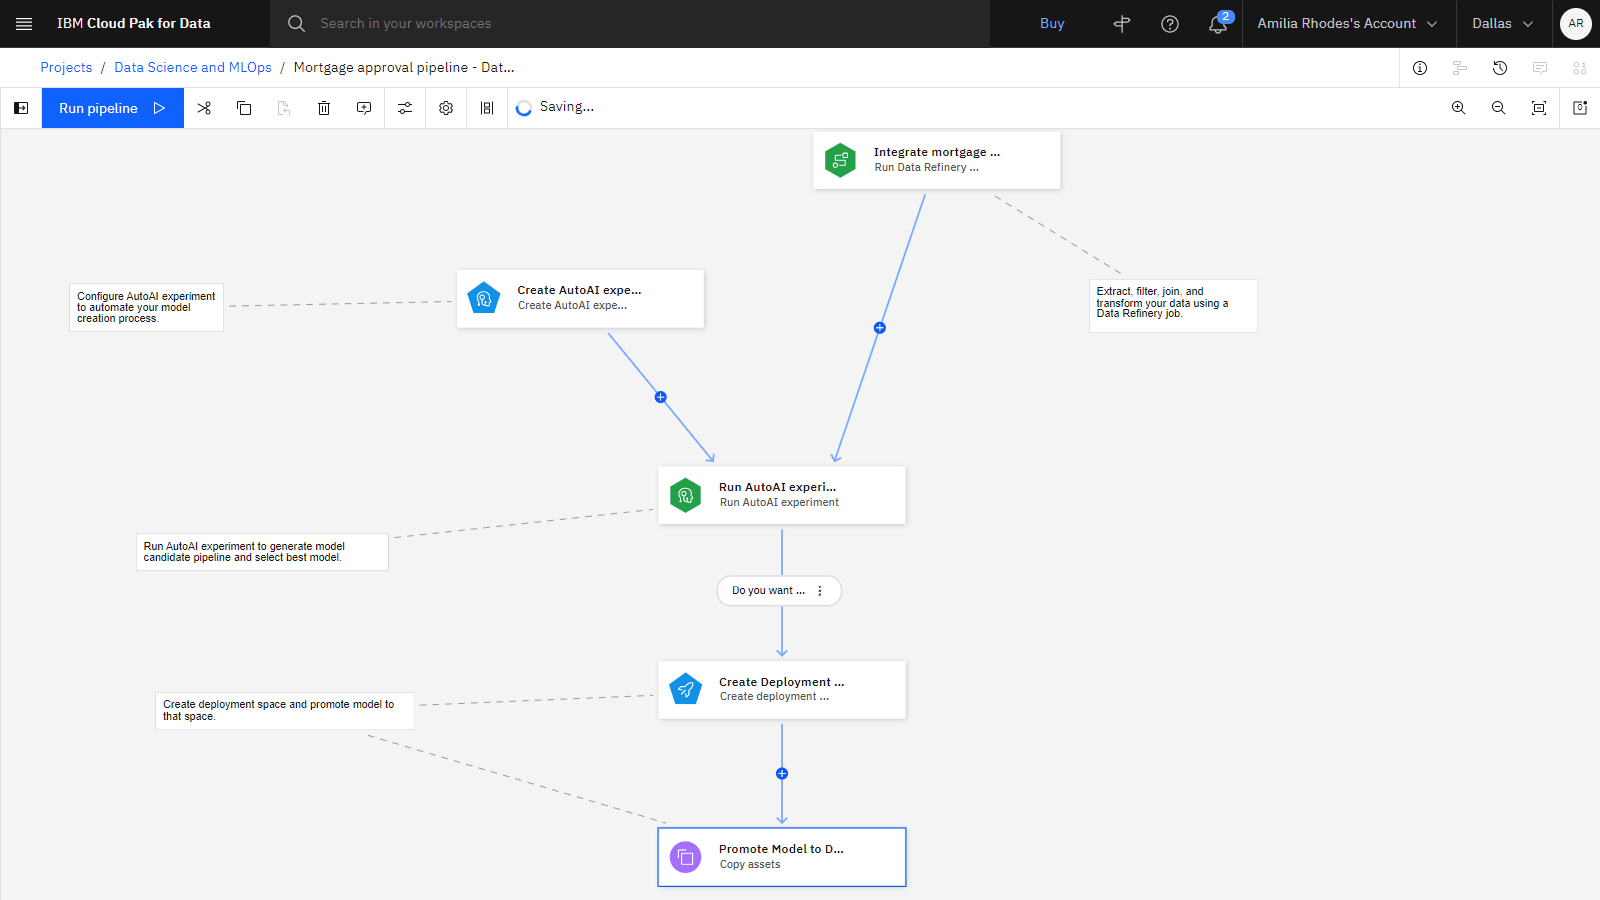 IBM Cloud Pak for Data
Search in your workspaces
Buy
2
Amilia Rhodes's Account
Dallas
AR
Projects / Data Science and MLOps / Mortgage approval pipeline - Dat...
Run pipeline
Saving...
Integrate mortgage ...
Run Data Refinery ...
Create AutoAI expe...
Create AutoAI expe...
Configure AutoAI experiment
to automate your model
creation process.
Extract, filter, join, and
transform your data using a
Data Refinery job.
Run AutoAI experi...
Run AutoAI experiment
Run AutoAI experiment to generate model
candidate pipeline and select best model.
Do you want ...
Create Deployment ...
Create deployment ...
Create deployment space and promote model to
that space.
Promote Model to D...
Copy assets